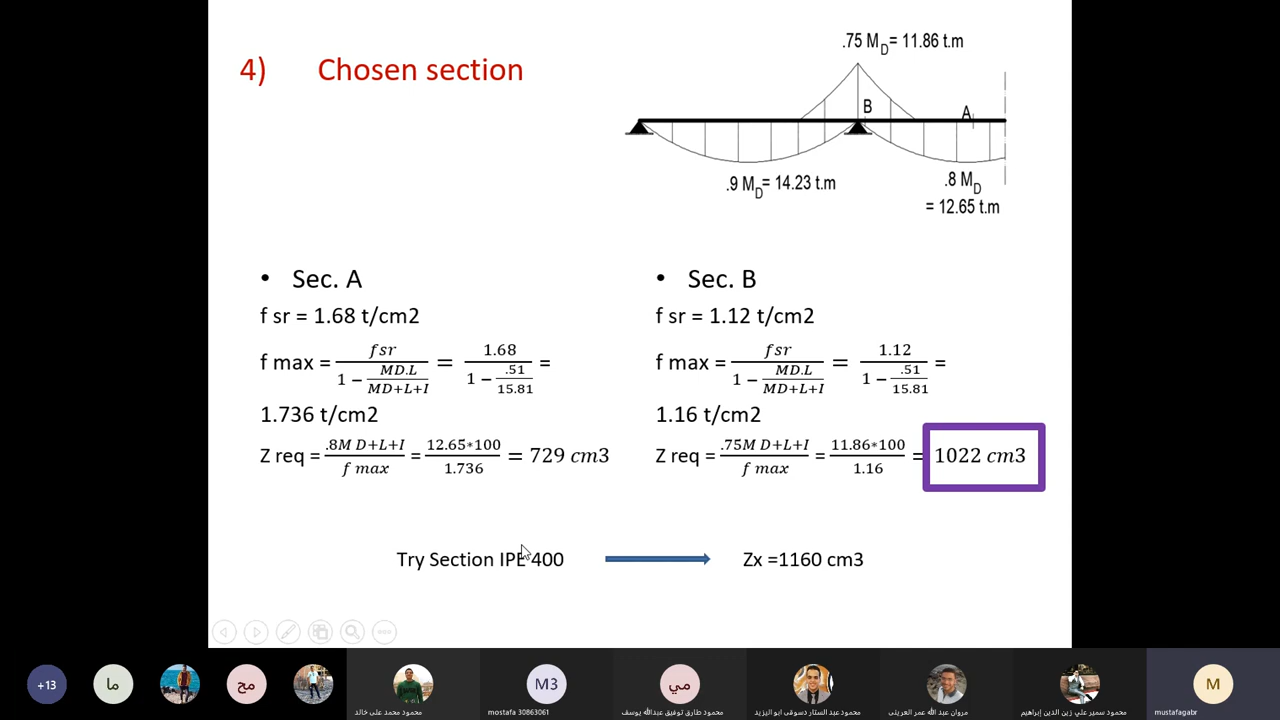 4) Chosen section
.75 M_D= 11.86 t.m
B
A
.9 M_D= 14.23 t.m
.8 M_D
= 12.65 t.m
• Sec. A
f sr = 1.68 t/cm2
f max = fsr / (1 − MD.L / MD+L+I) = 1.68 / (1 − .51 / 15.81) =
1.736 t/cm2
Z req = .8M D+L+I / f max = 12.65*100 / 1.736 = 729 cm3
• Sec. B
f sr = 1.12 t/cm2
f max = fsr / (1 − MD.L / MD+L+I) = 1.12 / (1 − .51 / 15.81) =
1.16 t/cm2
Z req = .75M D+L+I / f max = 11.86*100 / 1.16 = 1022 cm3
Try Section IPE 400
Zx =1160 cm3
+13
ما
مح
M3
مي
M
محمود محمد على خالد
mostafa 30863061
محمود طارق توفيق عبدالله يوسف
محمود عبد الستار دسوقى ابو اليزيد
مروان عبد الله عمر العرينى
محمود سمير علي زين الدين إبراهيم
mustafagabr